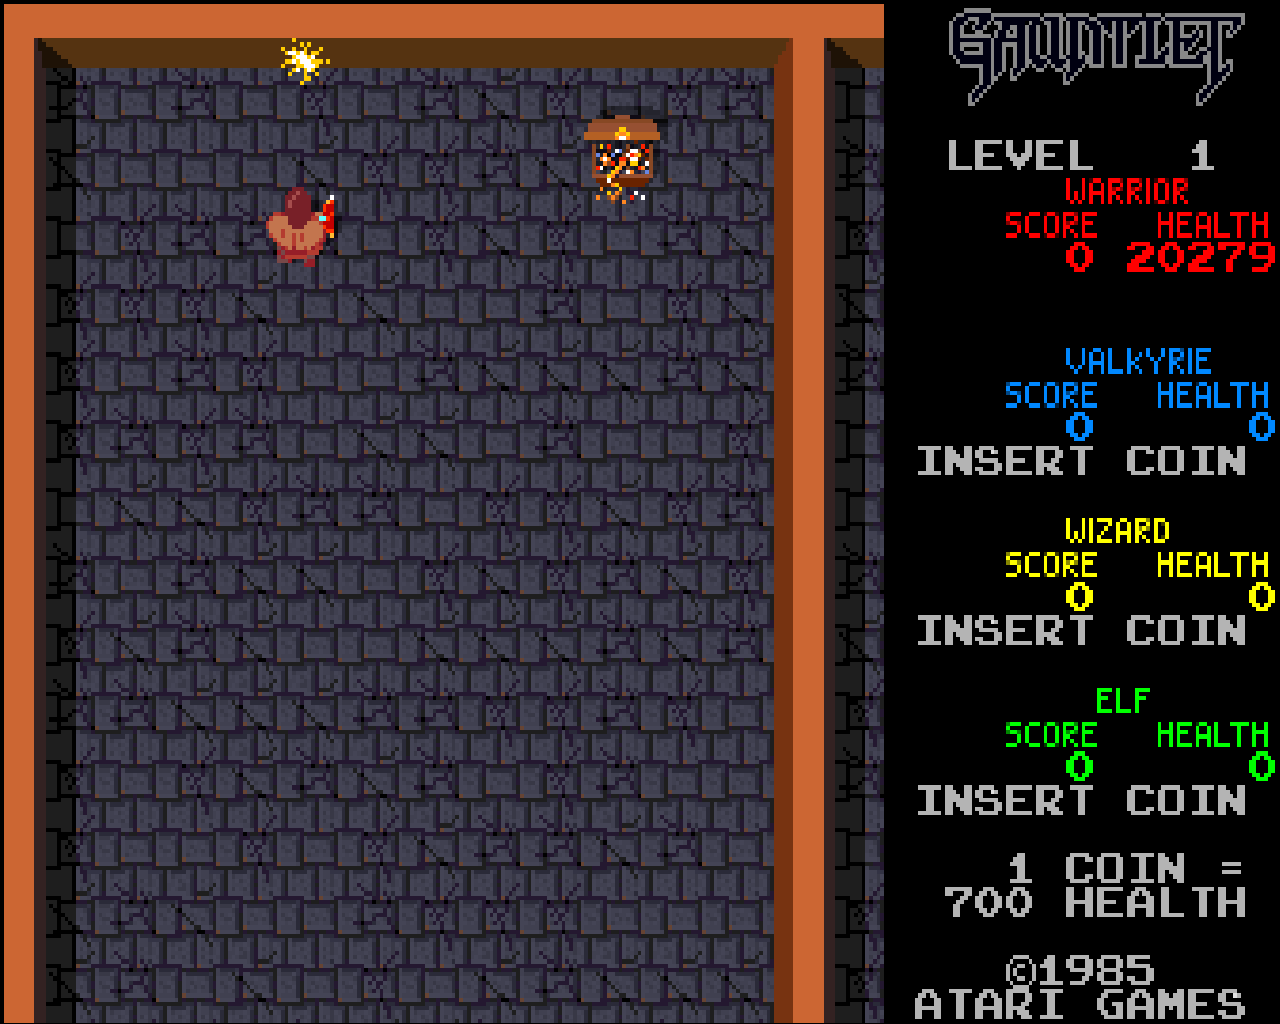 GAUNTLET
LEVEL 1
WARRIOR
SCORE HEALTH
0 20279
VALKYRIE
SCORE HEALTH
0 0
INSERT COIN
WIZARD
SCORE HEALTH
0 0
INSERT COIN
ELF
SCORE HEALTH
0 0
INSERT COIN
1 COIN =
700 HEALTH
©1985
ATARI GAMES